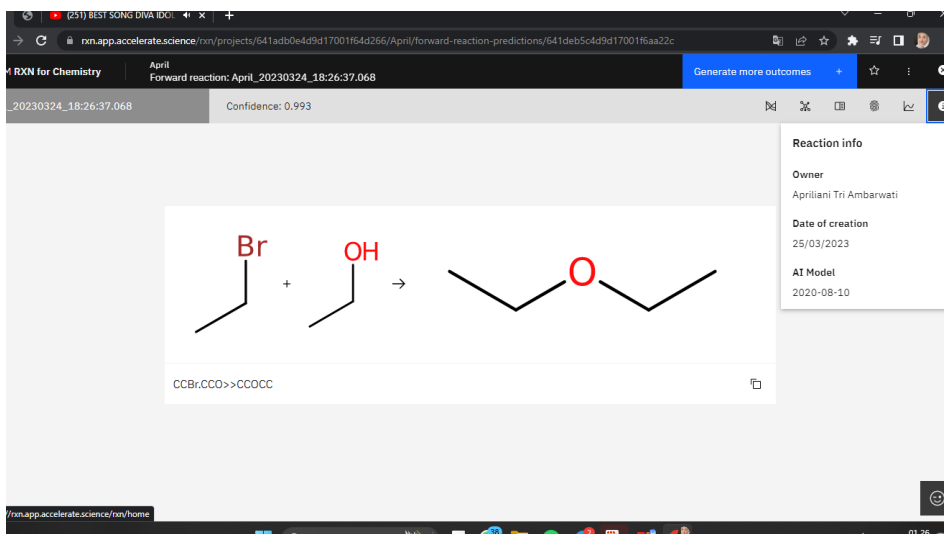 (251) BEST SONG DIVA IDOL
rxn.app.accelerate.science/rxn/projects/641adb0e4d9d17001f64d266/April/forward-reaction-predictions/641deb5c4d9d17001f6aa22c
M RXN for Chemistry
April
Forward reaction: April_20230324_18:26:37.068
Generate more outcomes +
_20230324_18:26:37.068
Confidence: 0.993
Reaction info
Owner
Apriliani Tri Ambarwati
Date of creation
25/03/2023
AI Model
2020-08-10
Br
+
OH
→
O
CCBr.CCO>>CCOCC
//rxn.app.accelerate.science/rxn/home
38
01.26